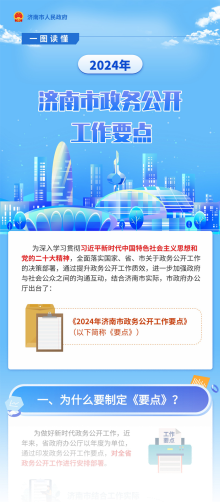 济南市人民政府
一图读懂
2024年
济南市政务公开
工作要点
为深入学习贯彻习近平新时代中国特色社会主义思想和
党的二十大精神，全面落实国家、省、市关于政务公开工作
的决策部署，通过提升政务公开工作质效，进一步加强政府
与社会公众之间的沟通互动，结合济南市实际，市政府办公
厅出台了：
《2024年济南市政务公开工作要点》
（以下简称《要点》）
一、为什么要制定《要点》？
为做好新时代政务公开工作，近
年来，省政府办公厅以年度为单位，
通过印发政务公开工作要点，对全省
政务公开工作进行安排部署。
工作
要点